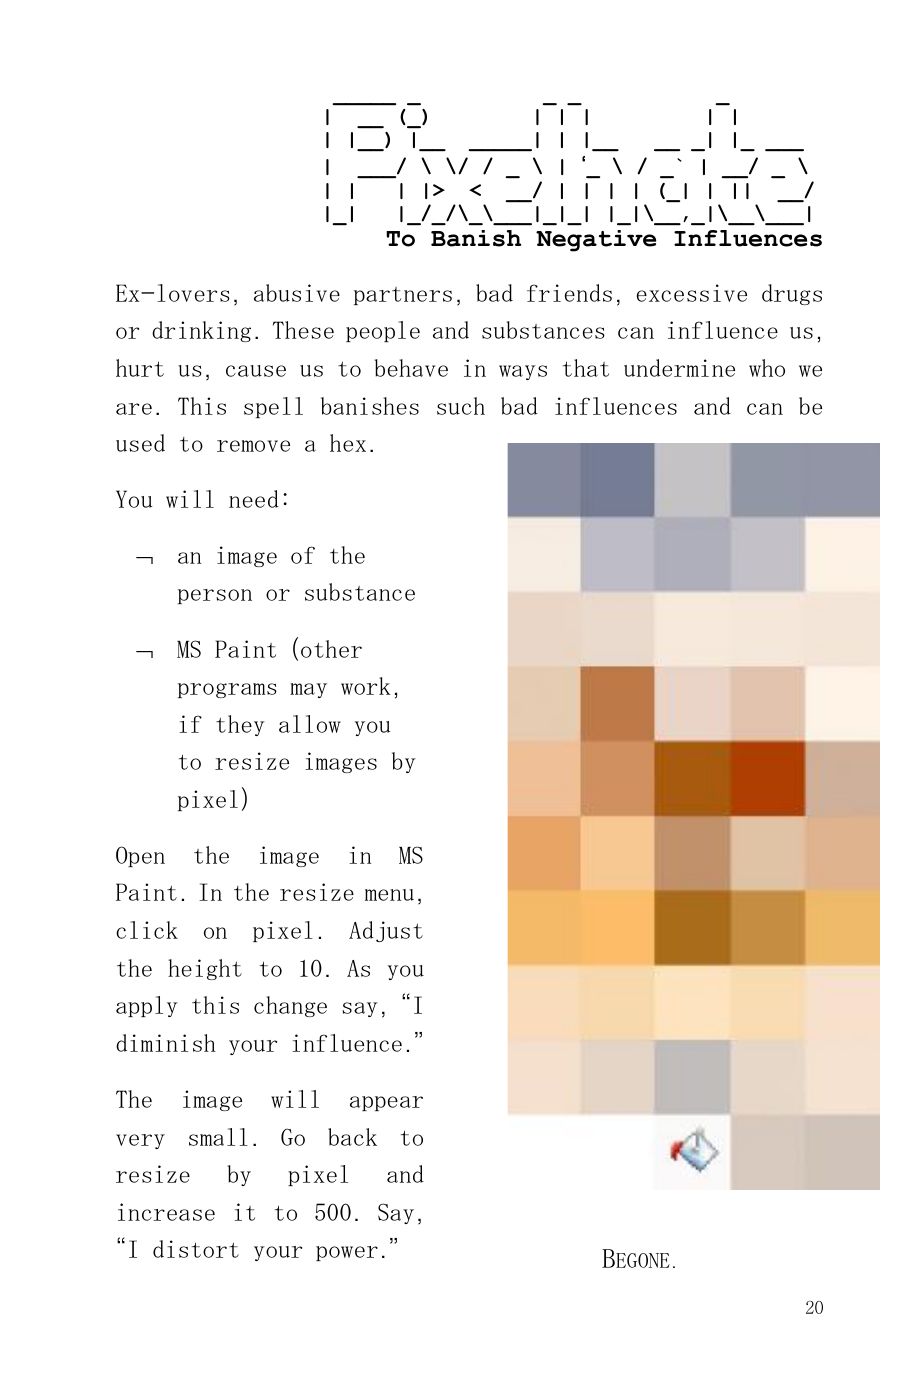 Pixelhate
To Banish Negative Influences
Ex-lovers, abusive partners, bad friends, excessive drugs
or drinking. These people and substances can influence us,
hurt us, cause us to behave in ways that undermine who we
are. This spell banishes such bad influences and can be
used to remove a hex.
You will need:
¬ an image of the
person or substance
¬ MS Paint (other
programs may work,
if they allow you
to resize images by
pixel)
Open the image in MS
Paint. In the resize menu,
click on pixel. Adjust
the height to 10. As you
apply this change say, “I
diminish your influence.”
The image will appear
very small. Go back to
resize by pixel and
increase it to 500. Say,
“I distort your power.”
BEGONE.
20